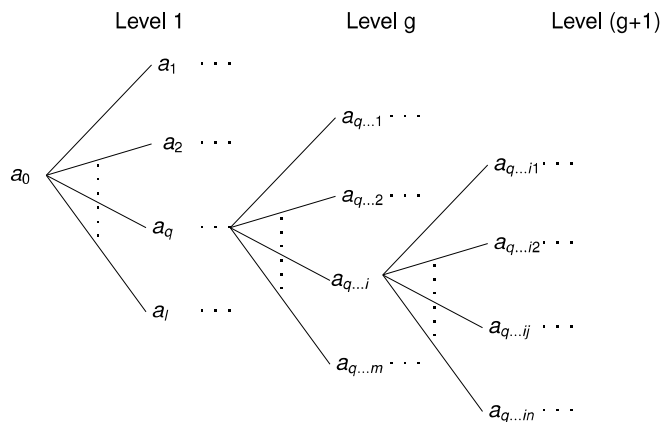 Level 1 Level g Level (g+1)
a1 . . .
aq...1 . . .
a2 . . .
aq...i1 . . .
a0
aq...2 . . .
aq . . .
aq...i2 . . .
aq...i
al . . .
aq...ij . . .
aq...m . . .
aq...in . . .